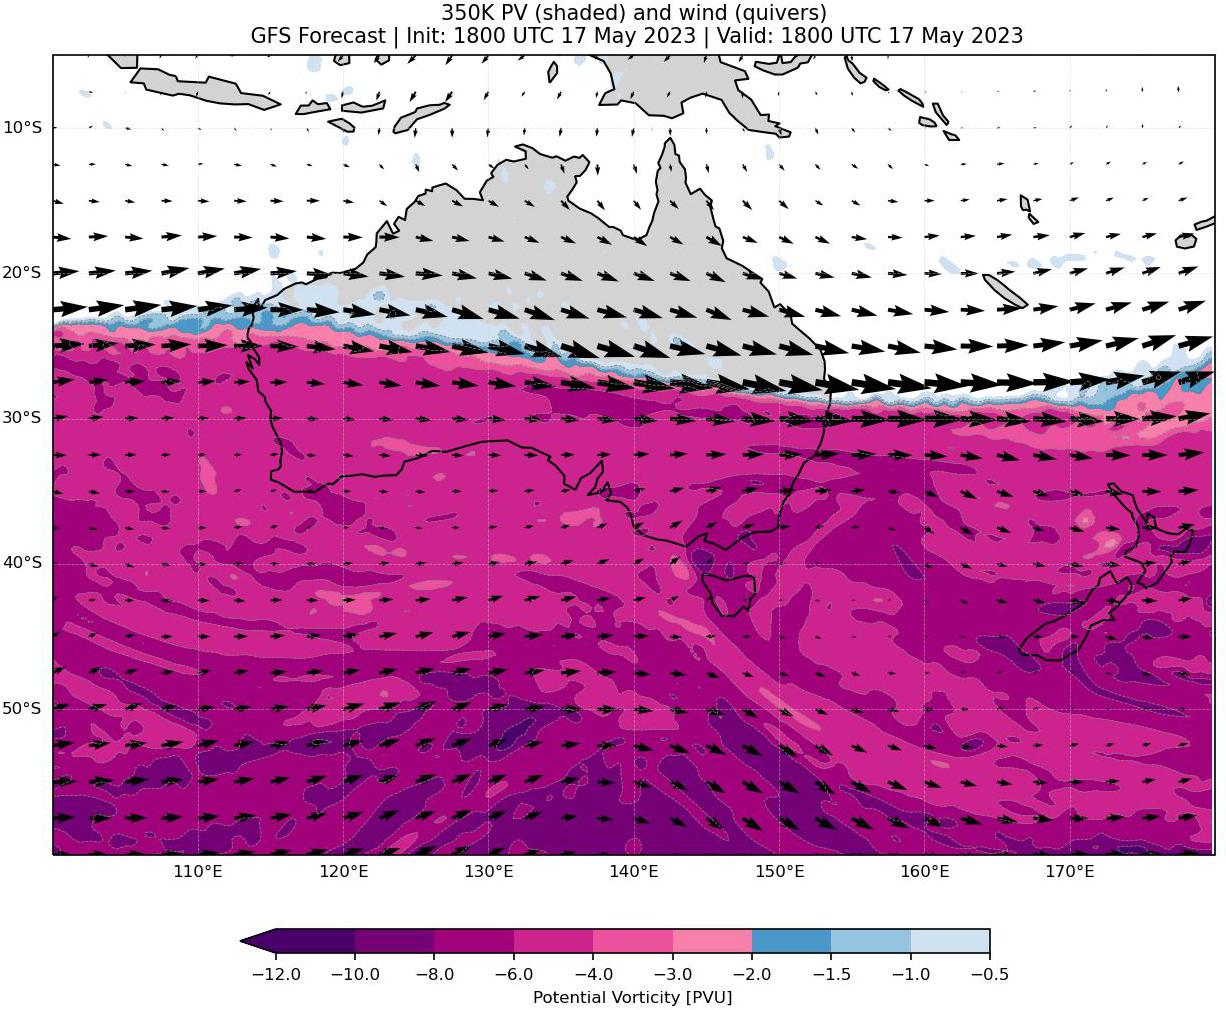 350K PV (shaded) and wind (quivers)
GFS Forecast | Init: 1800 UTC 17 May 2023 | Valid: 1800 UTC 17 May 2023
10°S
20°S
30°S
40°S
50°S
110°E 120°E 130°E 140°E 150°E 160°E 170°E
−12.0 −10.0 −8.0 −6.0 −4.0 −3.0 −2.0 −1.5 −1.0 −0.5
Potential Vorticity [PVU]